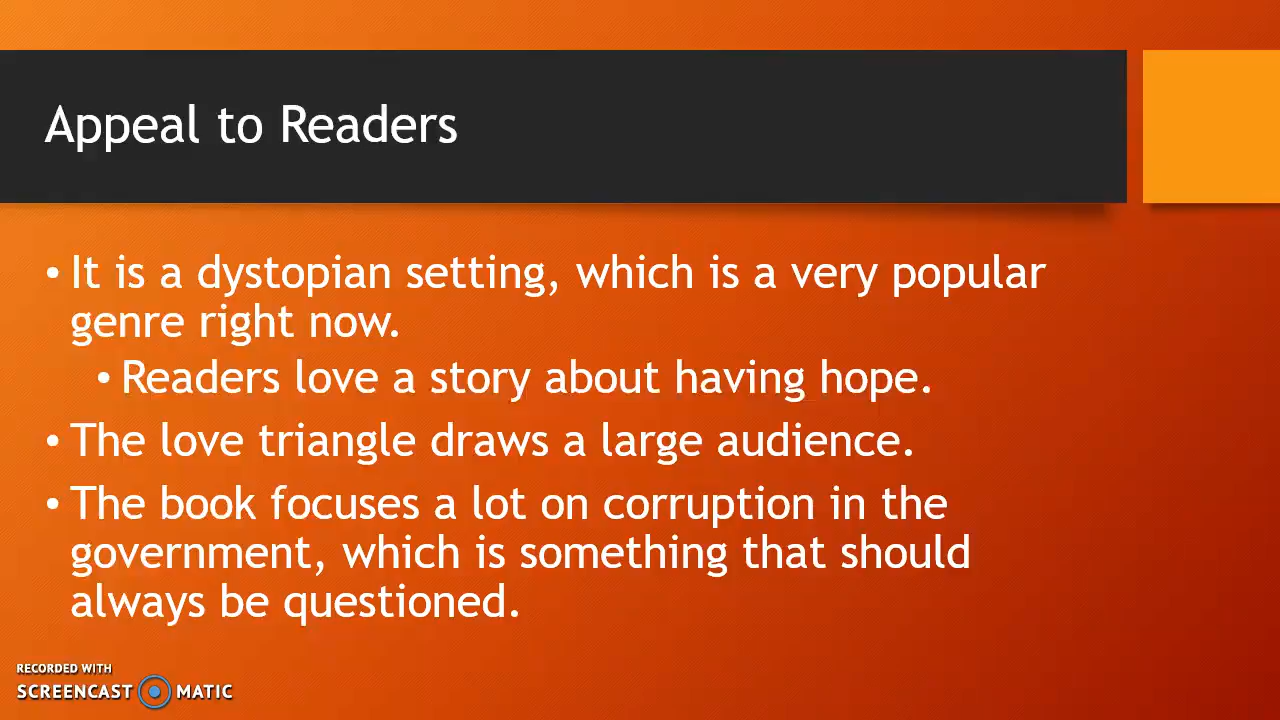 Appeal to Readers
• It is a dystopian setting, which is a very popular
genre right now.
• Readers love a story about having hope.
• The love triangle draws a large audience.
• The book focuses a lot on corruption in the
government, which is something that should
always be questioned.
RECORDED WITH
SCREENCAST MATIC